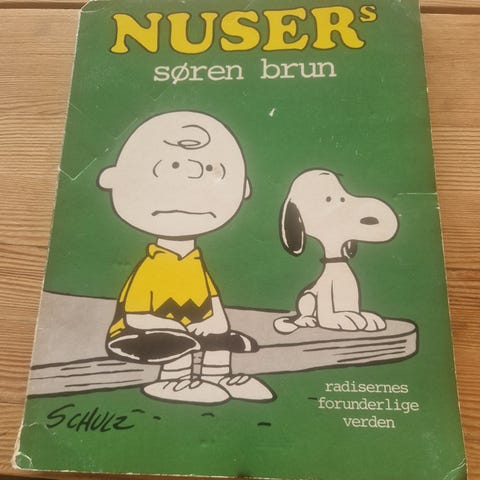 NUSERs
søren brun
radisernes
forunderlige
verden
SCHULZ